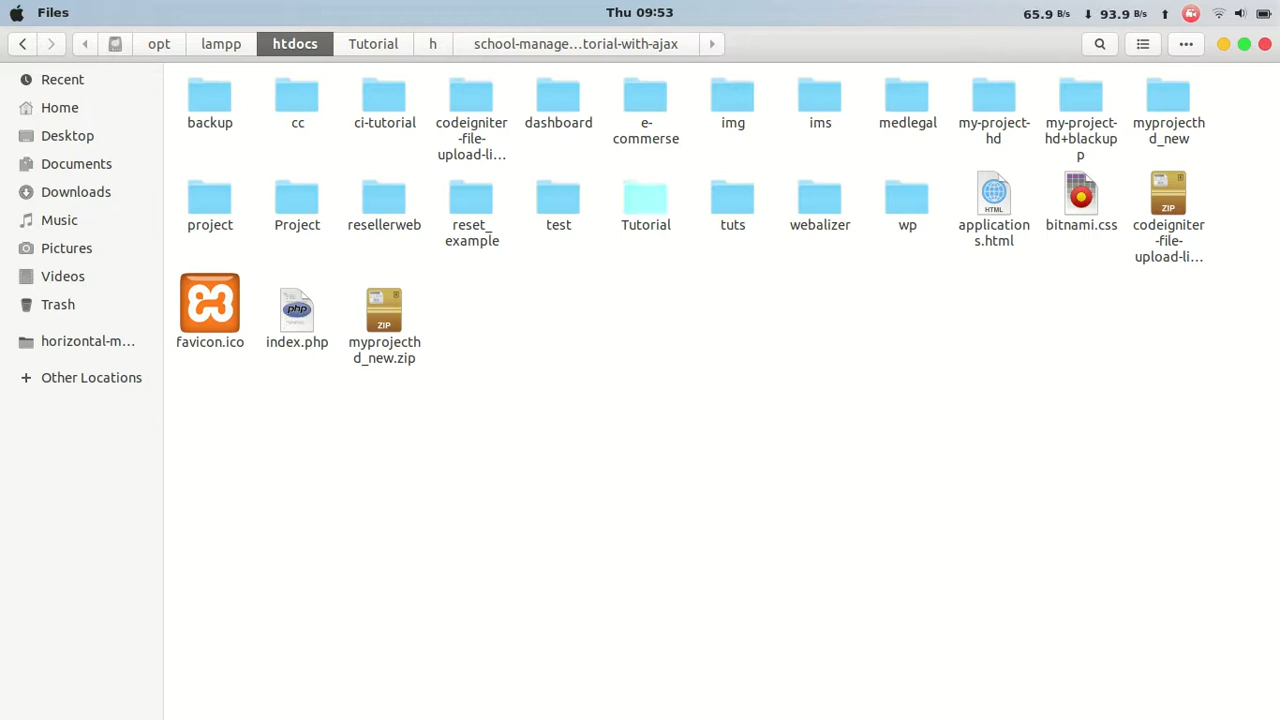 Files
Thu 09:53
65.9 B/s 93.9 B/s
opt lampp htdocs Tutorial h school-manage...torial-with-ajax
Recent
Home
Desktop
Documents
Downloads
Music
Pictures
Videos
Trash
horizontal-m...
Other Locations
backup
cc
ci-tutorial
codeigniter
-file-
upload-li...
dashboard
e-
commerse
img
ims
medlegal
my-project-
hd
my-project-
hd+blackup
p
myprojecth
d_new
project
Project
resellerweb
reset_
example
test
Tutorial
tuts
webalizer
wp
HTML
application
s.html
bitnami.css
ZIP
codeigniter
-file-
upload-li...
favicon.ico
php
index.php
ZIP
myprojecth
d_new.zip